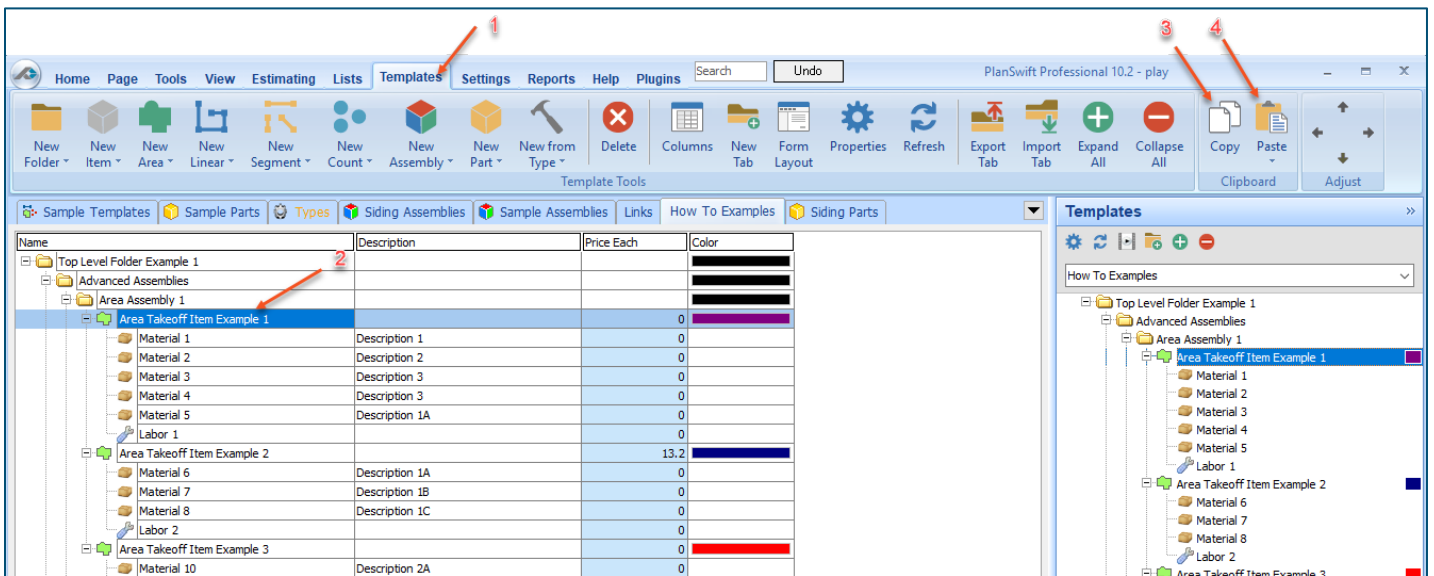 1
3
4
Home Page Tools View Estimating Lists Templates Settings Reports Help Plugins Search Undo PlanSwift Professional 10.2 - play
New Folder
New Item
New Area
New Linear
New Segment
New Count
New Assembly
New Part
New from Type
Delete
Columns
New Tab
Form Layout
Properties
Refresh
Export Tab
Import Tab
Expand All
Collapse All
Copy
Paste
Template Tools
Clipboard
Adjust
Sample Templates Sample Parts Types Siding Assemblies Sample Assemblies Links How To Examples Siding Parts
Name Description Price Each Color
Top Level Folder Example 1
2
Advanced Assemblies
Area Assembly 1
Area Takeoff Item Example 1 0
Material 1 Description 1 0
Material 2 Description 2 0
Material 3 Description 3 0
Material 4 Description 3 0
Material 5 Description 1A 0
Labor 1 0
Area Takeoff Item Example 2 13.2
Material 6 Description 1A 0
Material 7 Description 1B 0
Material 8 Description 1C 0
Labor 2 0
Area Takeoff Item Example 3 0
Material 10 Description 2A 0
Templates
How To Examples
Top Level Folder Example 1
Advanced Assemblies
Area Assembly 1
Area Takeoff Item Example 1
Material 1
Material 2
Material 3
Material 4
Material 5
Labor 1
Area Takeoff Item Example 2
Material 6
Material 7
Material 8
Labor 2
Area Takeoff Item Example 3